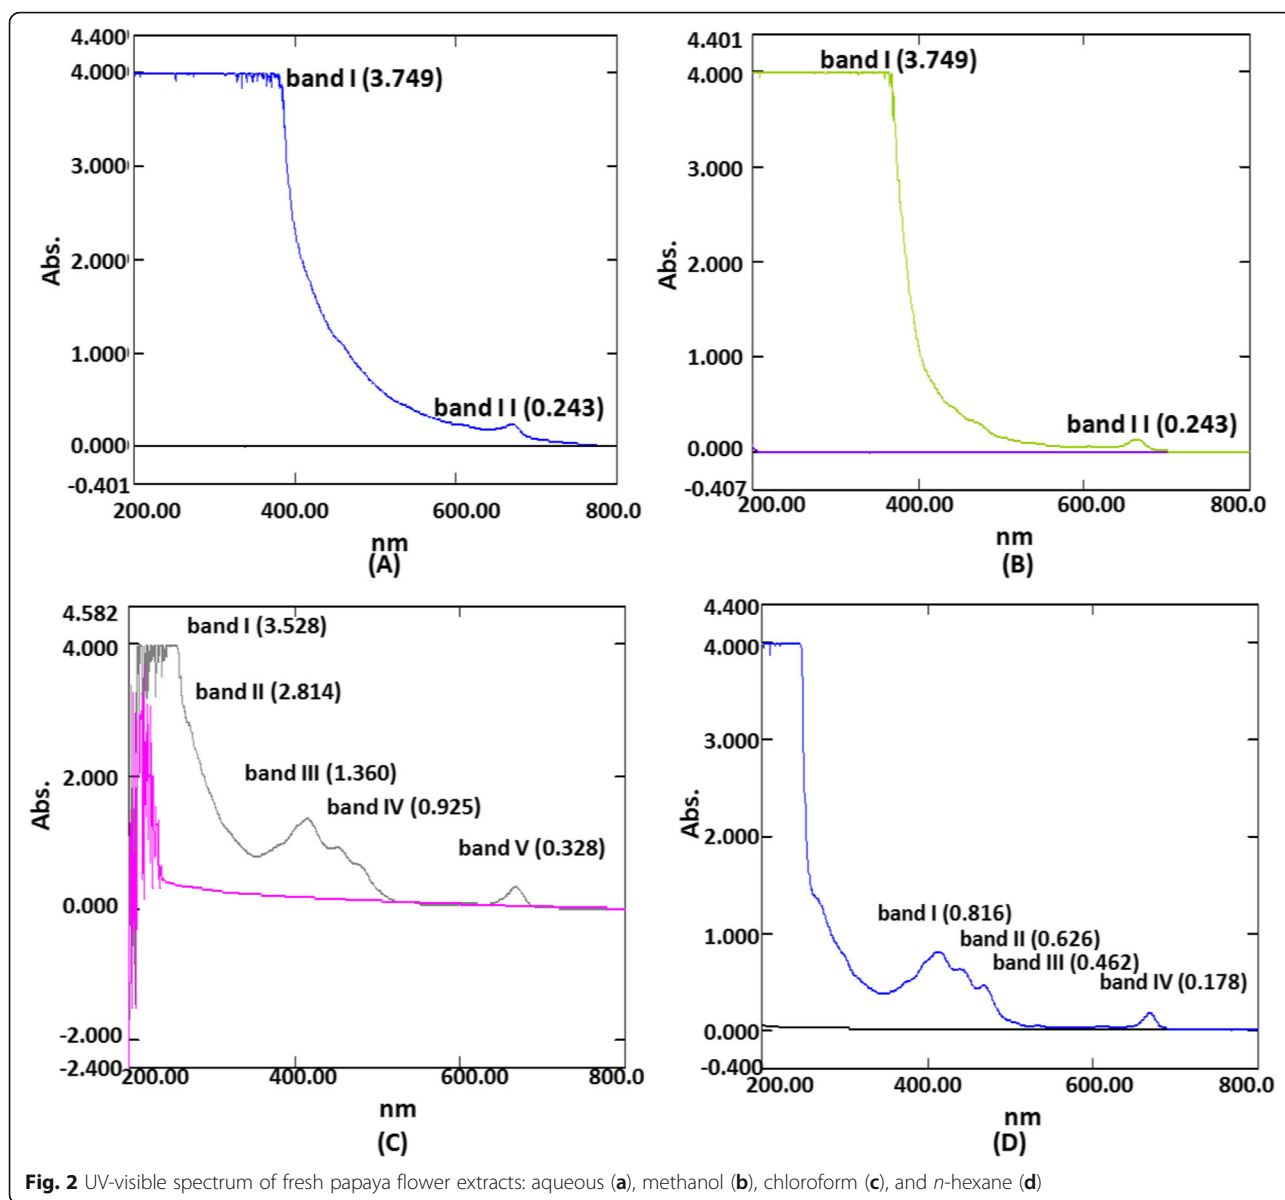 4.400
4.000
3.000
2.000
1.000
0.000
-0.401
Abs.
band I (3.749)
band I I (0.243)
200.00 400.00 600.00 800.0
nm
(A)
4.401
4.000
3.000
2.000
1.000
0.000
-0.407
Abs.
band I (3.749)
band I I (0.243)
200.00 400.00 600.00 800.0
nm
(B)
4.582
4.000
2.000
0.000
-2.000
-2.400
Abs.
band I (3.528)
band II (2.814)
band III (1.360)
band IV (0.925)
band V (0.328)
200.00 400.00 600.00 800.0
nm
(C)
4.400
4.000
3.000
2.000
1.000
0.000
-0.400
Abs.
band I (0.816)
band II (0.626)
band III (0.462)
band IV (0.178)
200.00 400.00 600.00 800.0
nm
(D)
Fig. 2 UV-visible spectrum of fresh papaya flower extracts: aqueous (a), methanol (b), chloroform (c), and n-hexane (d)